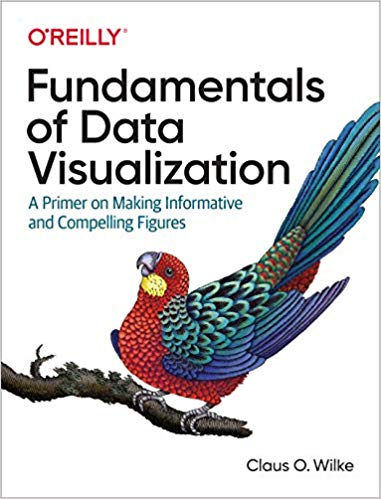 O'REILLY®
Fundamentals
of Data
Visualization
A Primer on Making Informative
and Compelling Figures
Claus O. Wilke